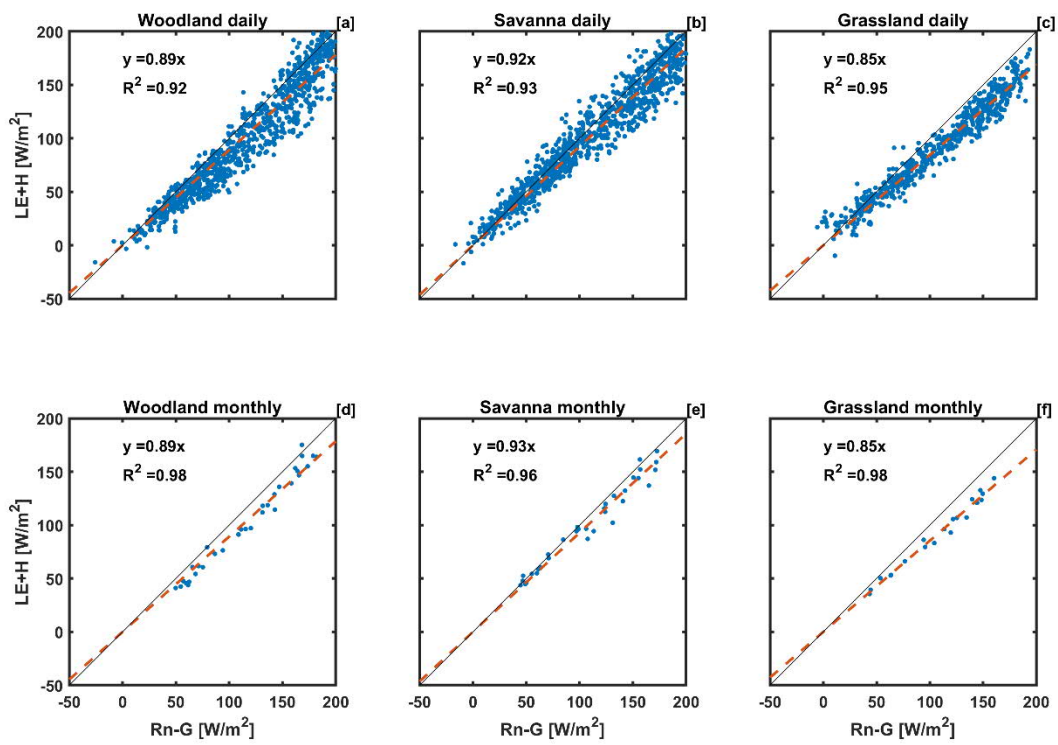 Woodland daily
[a]
Savanna daily
[b]
Grassland daily
[c]
y =0.89x
R² =0.92
y =0.92x
R² =0.93
y =0.85x
R² =0.95
LE+H [W/m²]
200
150
100
50
0
-50
Woodland monthly
[d]
Savanna monthly
[e]
Grassland monthly
[f]
y =0.89x
R² =0.98
y =0.93x
R² =0.96
y =0.85x
R² =0.98
LE+H [W/m²]
200
150
100
50
0
-50
-50 0 50 100 150 200
-50 0 50 100 150 200
-50 0 50 100 150 200
Rn-G [W/m²]
Rn-G [W/m²]
Rn-G [W/m²]